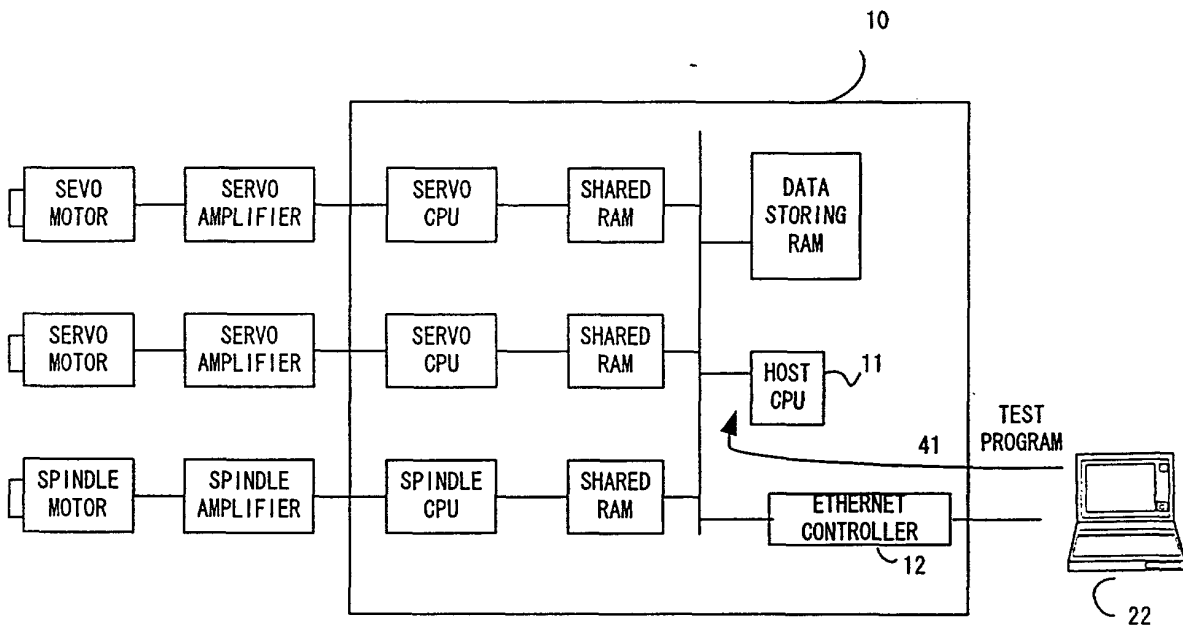 10
SEVO
MOTOR
SERVO
AMPLIFIER
SERVO
CPU
SHARED
RAM
DATA
STORING
RAM
SERVO
MOTOR
SERVO
AMPLIFIER
SERVO
CPU
SHARED
RAM
HOST
CPU
11
TEST
PROGRAM
41
SPINDLE
MOTOR
SPINDLE
AMPLIFIER
SPINDLE
CPU
SHARED
RAM
ETHERNET
CONTROLLER
12
22